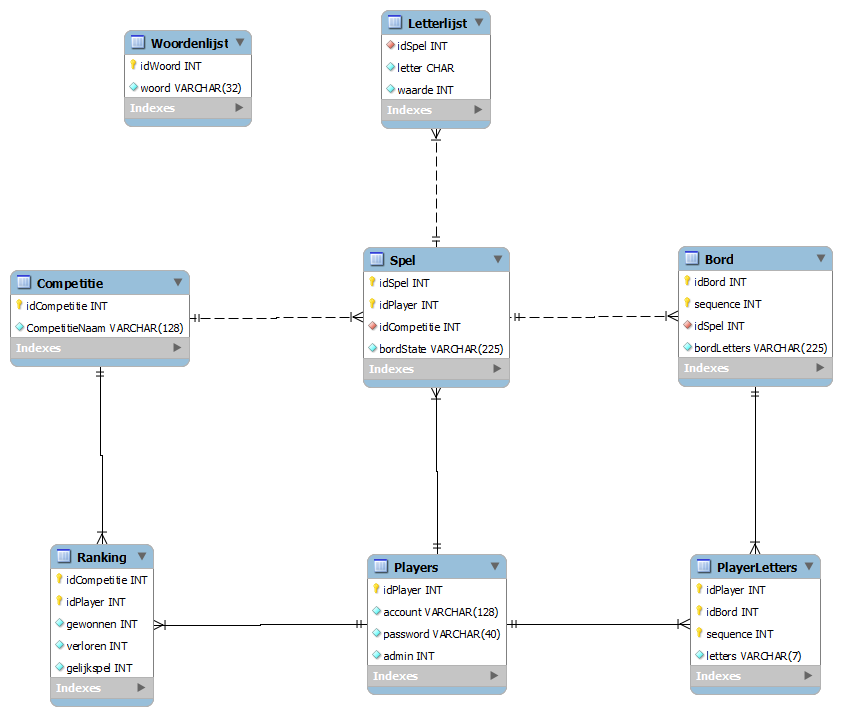 Woordenlijst
idWoord INT
woord VARCHAR(32)
Indexes
Letterlijst
idSpel INT
letter CHAR
waarde INT
Indexes
Competitie
idCompetitie INT
CompetitieNaam VARCHAR(128)
Indexes
Spel
idSpel INT
idPlayer INT
idCompetitie INT
bordState VARCHAR(225)
Indexes
Bord
idBord INT
sequence INT
idSpel INT
bordLetters VARCHAR(225)
Indexes
Ranking
idCompetitie INT
idPlayer INT
gewonnen INT
verloren INT
gelijkspel INT
Indexes
Players
idPlayer INT
account VARCHAR(128)
password VARCHAR(40)
admin INT
Indexes
PlayerLetters
idPlayer INT
idBord INT
sequence INT
letters VARCHAR(7)
Indexes